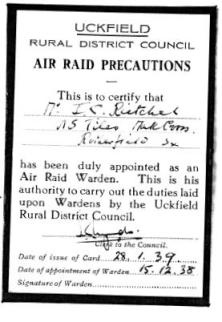 UCKFIELD
RURAL DISTRICT COUNCIL
AIR RAID PRECAUTIONS
This is to certify that
Mr
has been duly appointed as an
Air Raid Warden. This is his
authority to carry out the duties laid
upon Wardens by the Uckfield
Rural District Council.
Clerk to the Council.
Date of issue of Card 28.1.39
Date of appointment of Warden 15.12.38
Signature of Warden